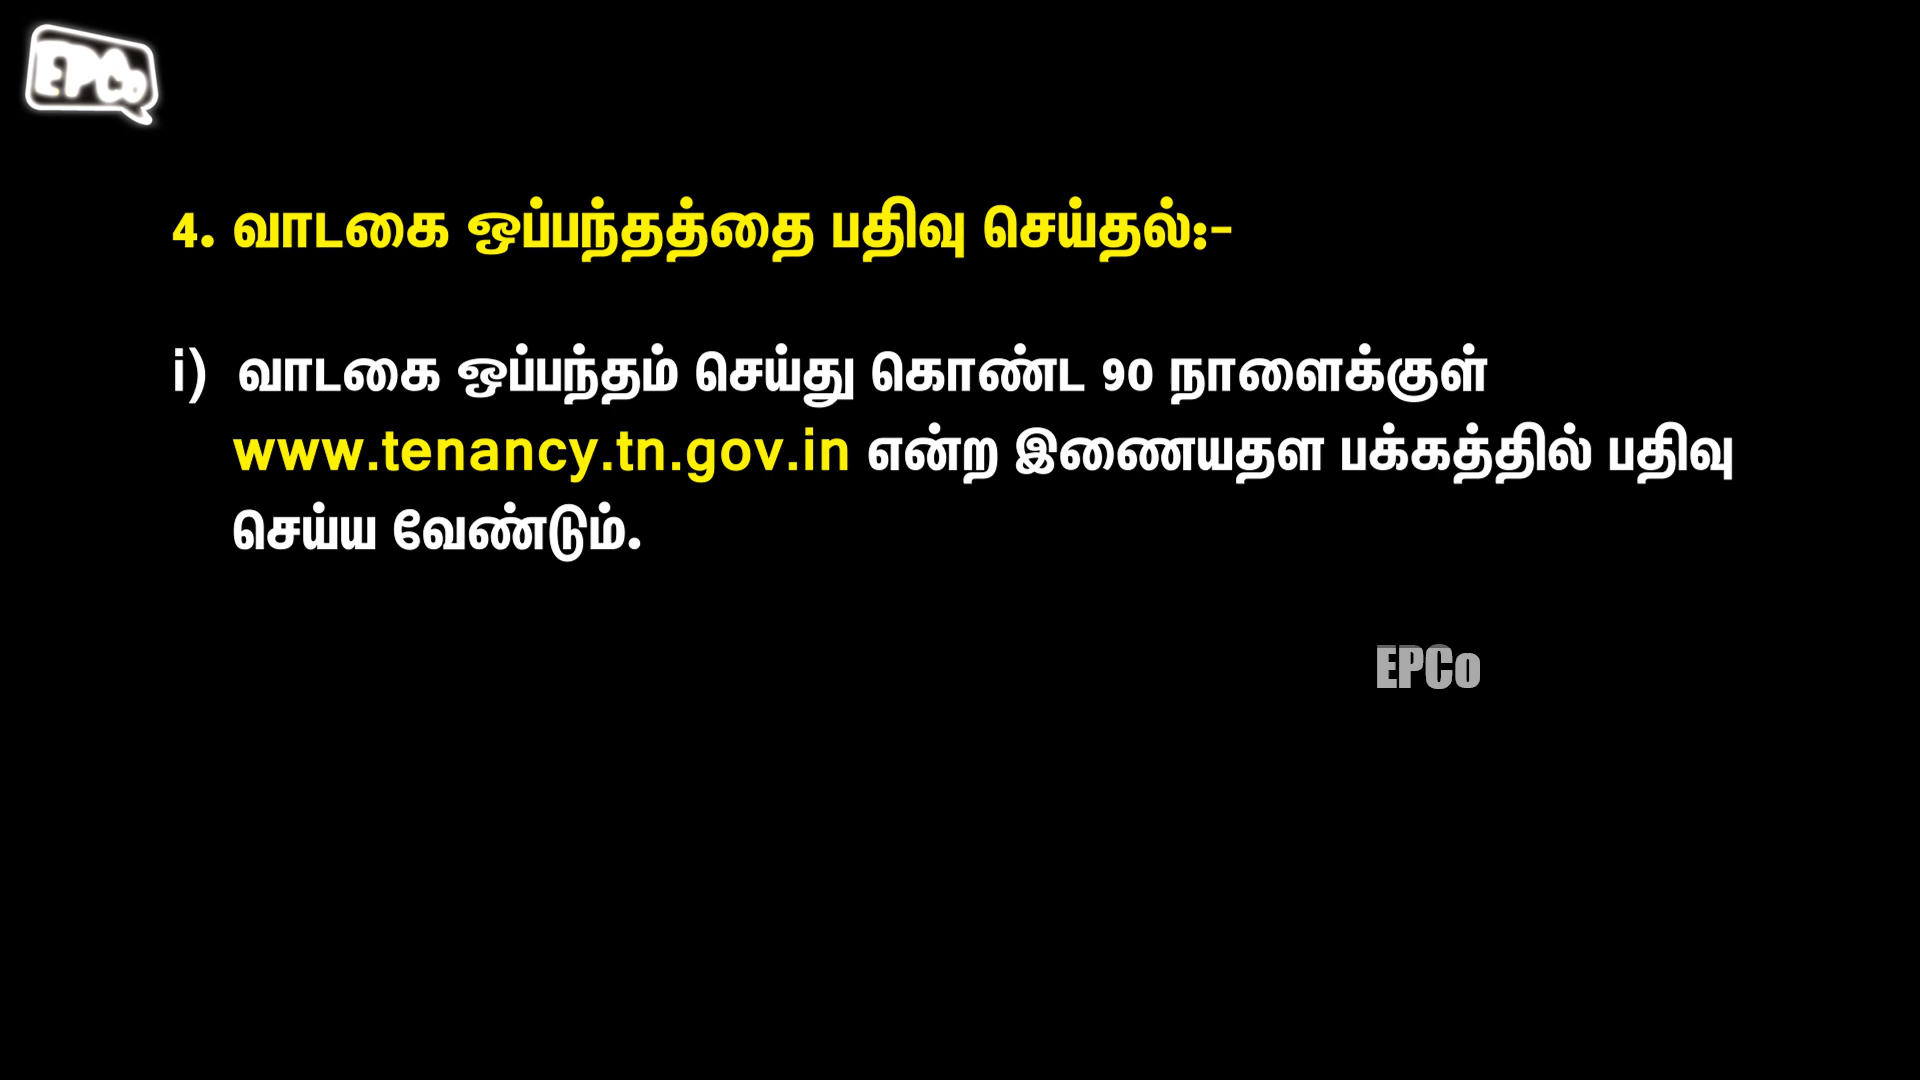 EPCo
4. வாடகை ஒப்பந்தத்தை பதிவு செய்தல்:-
i) வாடகை ஒப்பந்தம் செய்து கொண்ட 90 நாளைக்குள்
www.tenancy.tn.gov.in என்ற இணையதள பக்கத்தில் பதிவு
செய்ய வேண்டும்.
EPCo